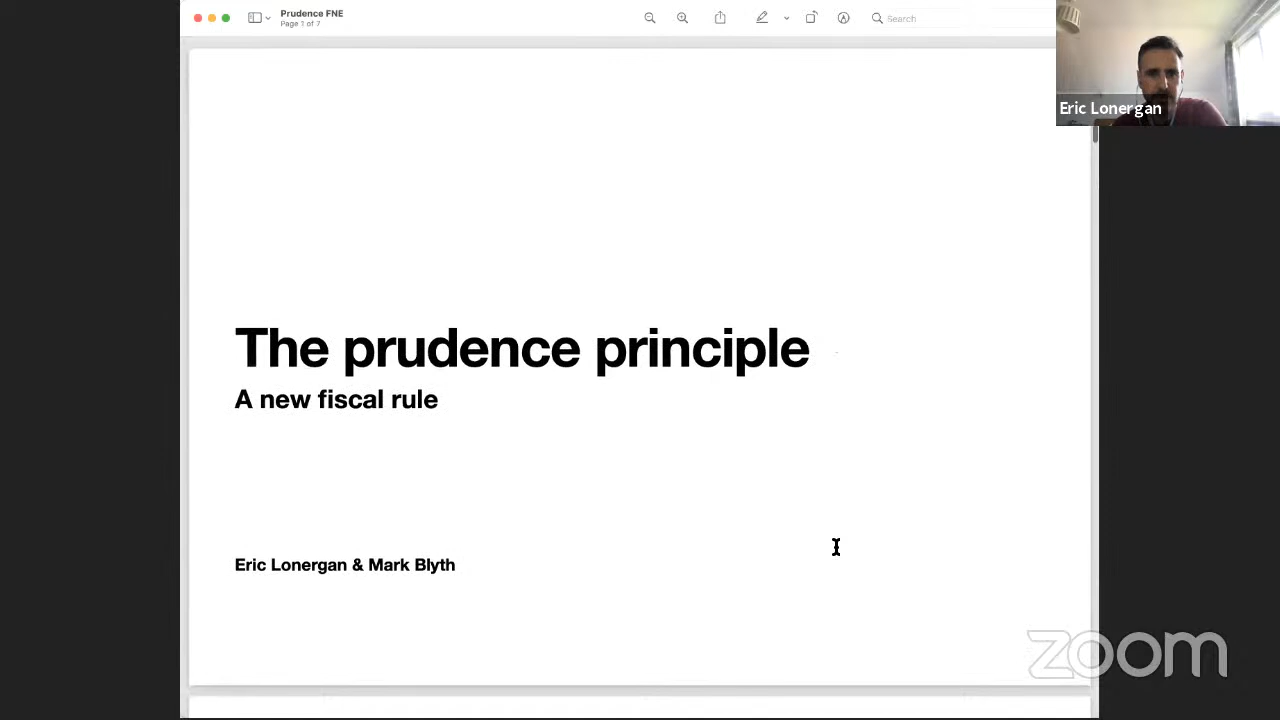 Prudence FNE
Page 1 of 7
Search
Eric Lonergan
The prudence principle
A new fiscal rule
Eric Lonergan & Mark Blyth
zoom